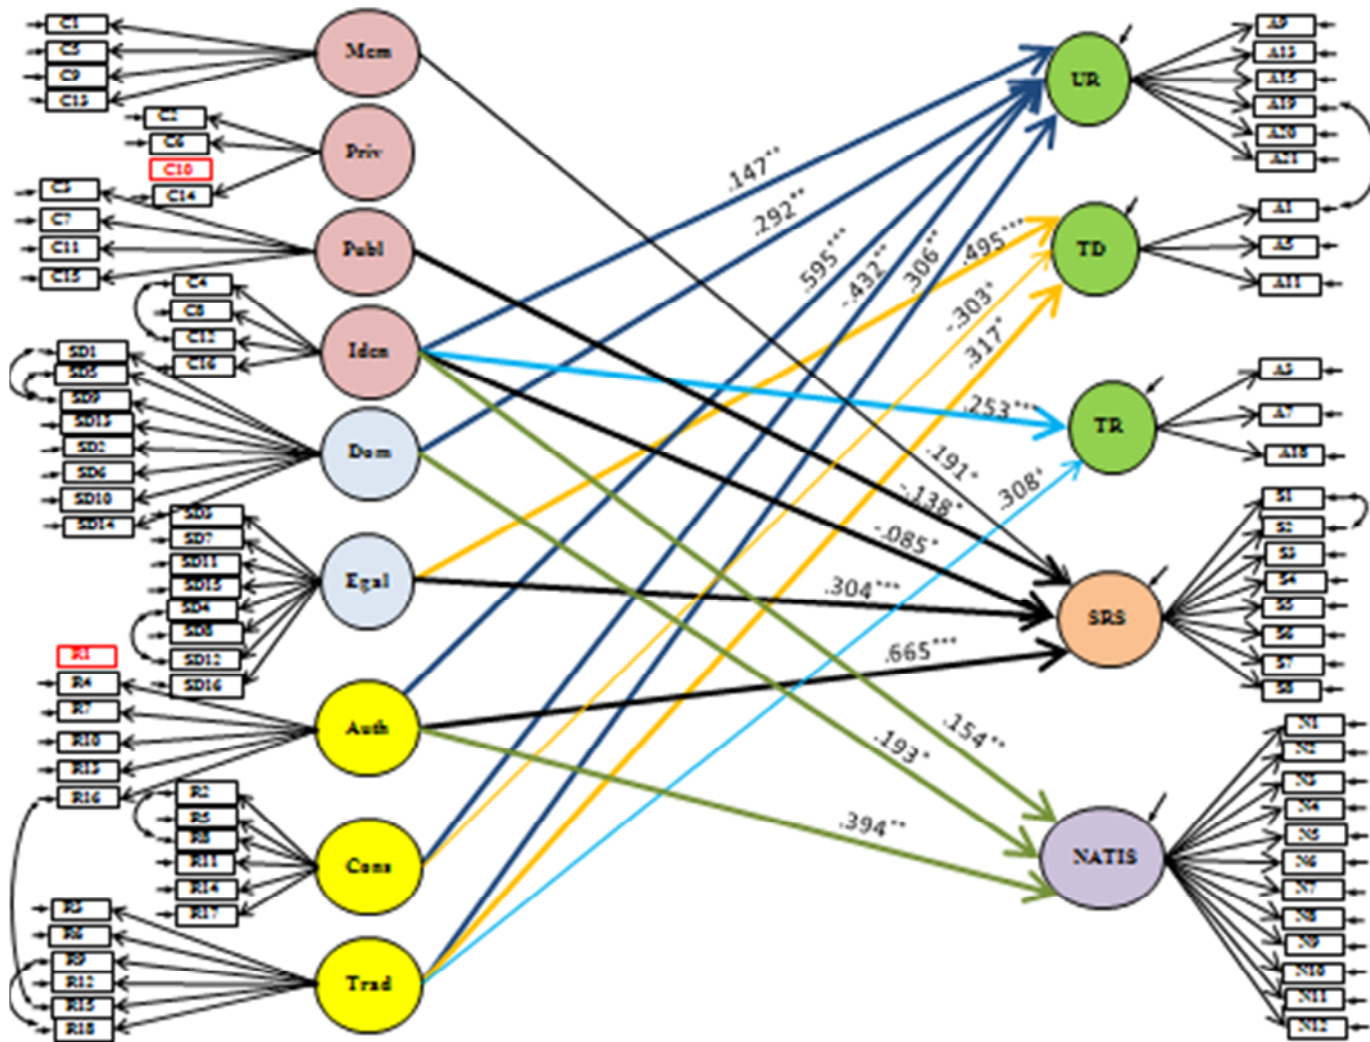 C1
C5
C9
C13
Mem
C2
C6
C10
C14
Priv
C3
C7
C11
C15
Publ
C4
C8
C12
C16
Iden
SD1
SD5
SD9
SD13
SD2
SD6
SD10
SD14
Dom
SD3
SD7
SD11
SD15
SD4
SD8
SD12
SD16
Egal
R1
R4
R7
R10
R13
R16
Auth
R2
R5
R8
R11
R14
R17
Cons
R3
R6
R9
R12
R15
R18
Trad
.147**
.292**
.595***
-.432**
.306**
.495***
-.303*
.317*
.253***
.308*
.191*
-.138*
-.085*
.304***
.665***
.154**
.193*
.394**
UR
A9
A13
A15
A19
A20
A21
TD
A1
A5
A11
TR
A3
A7
A18
SRS
S1
S2
S3
S4
S5
S6
S7
S8
NATIS
N1
N2
N3
N4
N5
N6
N7
N8
N9
N10
N11
N12